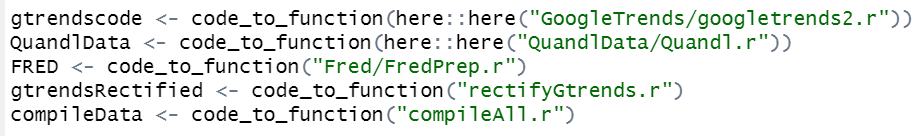 gtrendscode <- code_to_function(here::here("GoogleTrends/googletrends2.r"))
QuandlData <- code_to_function(here::here("QuandlData/Quandl.r"))
FRED <- code_to_function("Fred/FredPrep.r")
gtrendsRectified <- code_to_function("rectifyGtrends.r")
compileData <- code_to_function("compileAll.r")